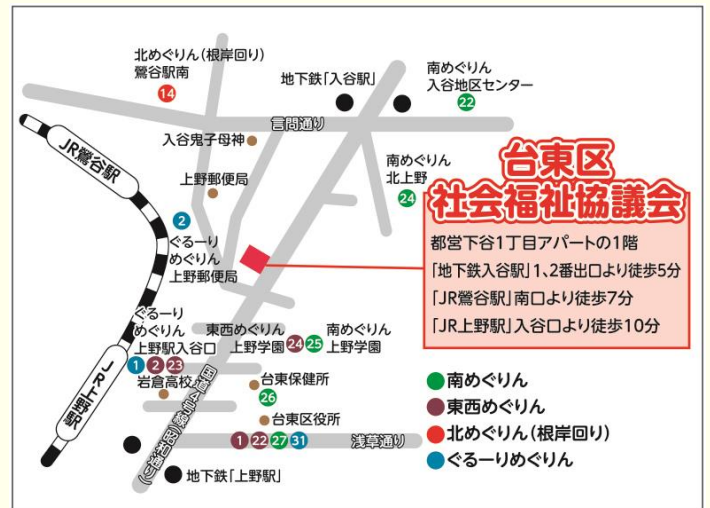 北めぐりん(根岸回り)
鶯谷駅南
14
地下鉄「入谷駅」
南めぐりん
入谷地区センター
22
言問通り
入谷鬼子母神
JR鶯谷駅
上野郵便局
南めぐりん
北上野
24
台東区
社会福祉協議会
都営下谷1丁目アパートの1階
「地下鉄入谷駅」1、2番出口より徒歩5分
「JR鶯谷駅」南口より徒歩7分
「JR上野駅」入谷口より徒歩10分
2
ぐるーり
めぐりん
上野郵便局
ぐるーり
めぐりん
上野駅入谷口
1 2 23
東西めぐりん
上野学園
24 25
南めぐりん
上野学園
岩倉高校
台東保健所
26
台東区役所
JR上野駅
1 22 27 31
浅草通り
地下鉄「上野駅」
南めぐりん
東西めぐりん
北めぐりん(根岸回り)
ぐるーりめぐりん